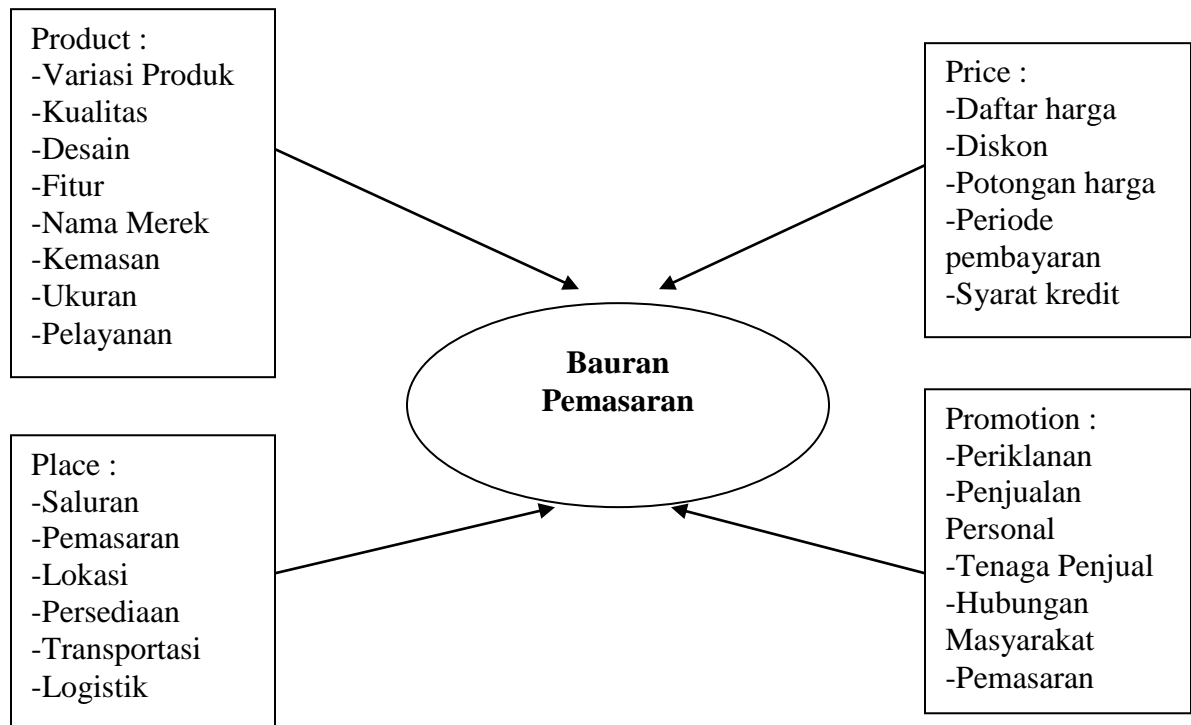 Product :
-Variasi Produk
-Kualitas
-Desain
-Fitur
-Nama Merek
-Kemasan
-Ukuran
-Pelayanan
Price :
-Daftar harga
-Diskon
-Potongan harga
-Periode
pembayaran
-Syarat kredit
Bauran
Pemasaran
Place :
-Saluran
-Pemasaran
-Lokasi
-Persediaan
-Transportasi
-Logistik
Promotion :
-Periklanan
-Penjualan
Personal
-Tenaga Penjual
-Hubungan
Masyarakat
-Pemasaran